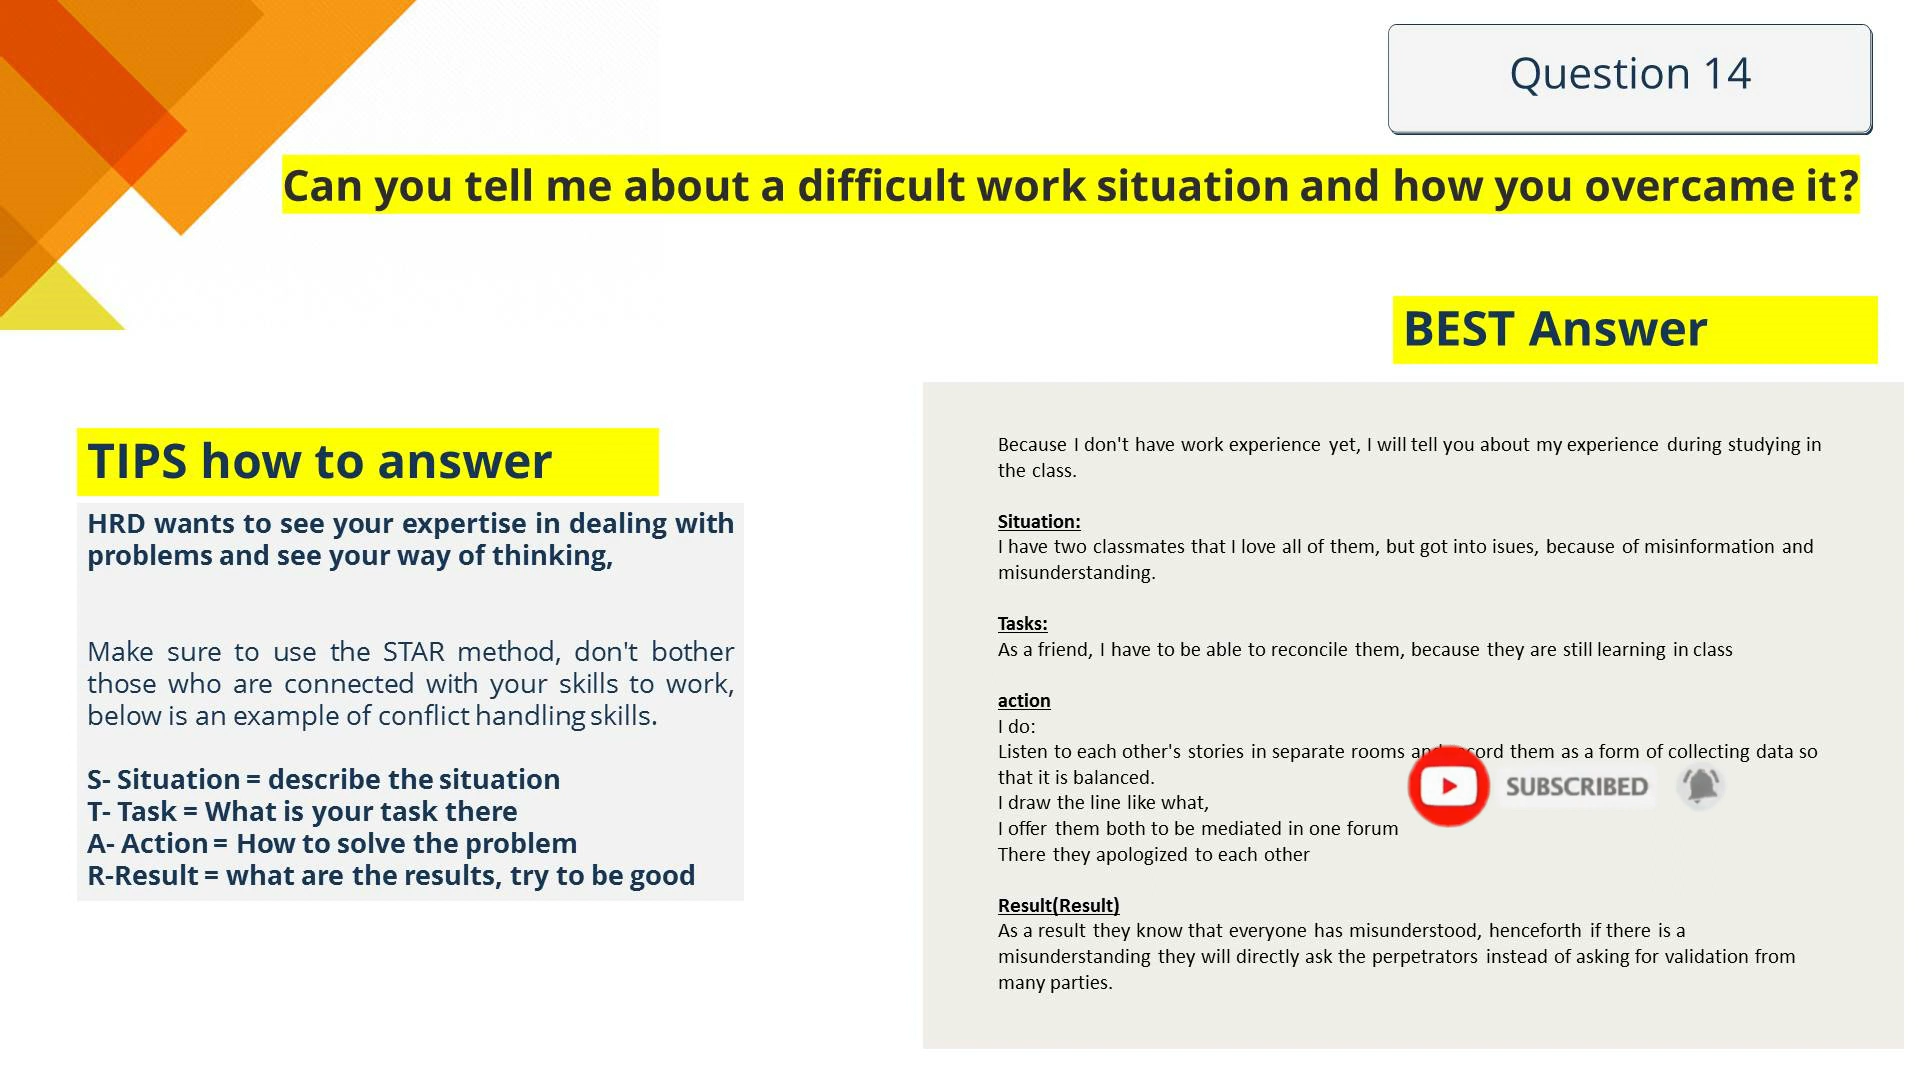 Question 14
Can you tell me about a difficult work situation and how you overcame it?
BEST Answer
TIPS how to answer
HRD wants to see your expertise in dealing with
problems and see your way of thinking,
Make sure to use the STAR method, don't bother
those who are connected with your skills to work,
below is an example of conflict handling skills.
S- Situation = describe the situation
T- Task = What is your task there
A- Action = How to solve the problem
R-Result = what are the results, try to be good
Because I don't have work experience yet, I will tell you about my experience during studying in
the class.
Situation:
I have two classmates that I love all of them, but got into isues, because of misinformation and
misunderstanding.
Tasks:
As a friend, I have to be able to reconcile them, because they are still learning in class
action
I do:
Listen to each other's stories in separate rooms and record them as a form of collecting data so
that it is balanced.
I draw the line like what,
I offer them both to be mediated in one forum
There they apologized to each other
SUBSCRIBED
Result(Result)
As a result they know that everyone has misunderstood, henceforth if there is a
misunderstanding they will directly ask the perpetrators instead of asking for validation from
many parties.